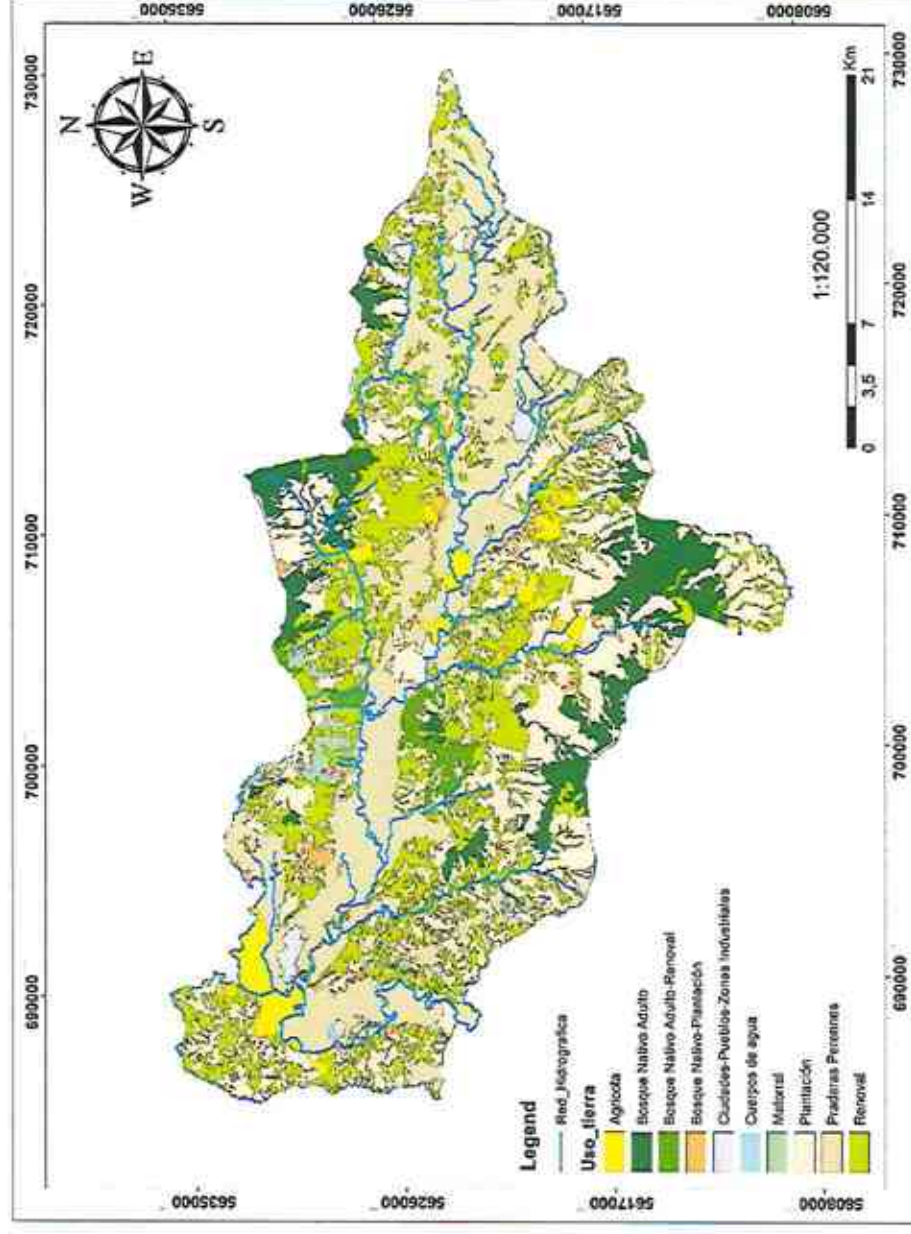 690000 700000 710000 720000 730000
N
W E
S
5635000 5635000
5626000 5626000
5617000 5617000
5608000 5608000
Legend
Red_Hidrografica
Uso_tierra
Agricola
Bosque Nativo Adulto
Bosque Nativo Adulto-Renoval
Bosque Nativo-Plantación
Ciudades-Pueblos-Zonas Industriales
Cuerpos de agua
Matorral
Plantación
Praderas Perennes
Renoval
1:120.000
0 3,5 7 14 21 Km
690000 700000 710000 720000 730000